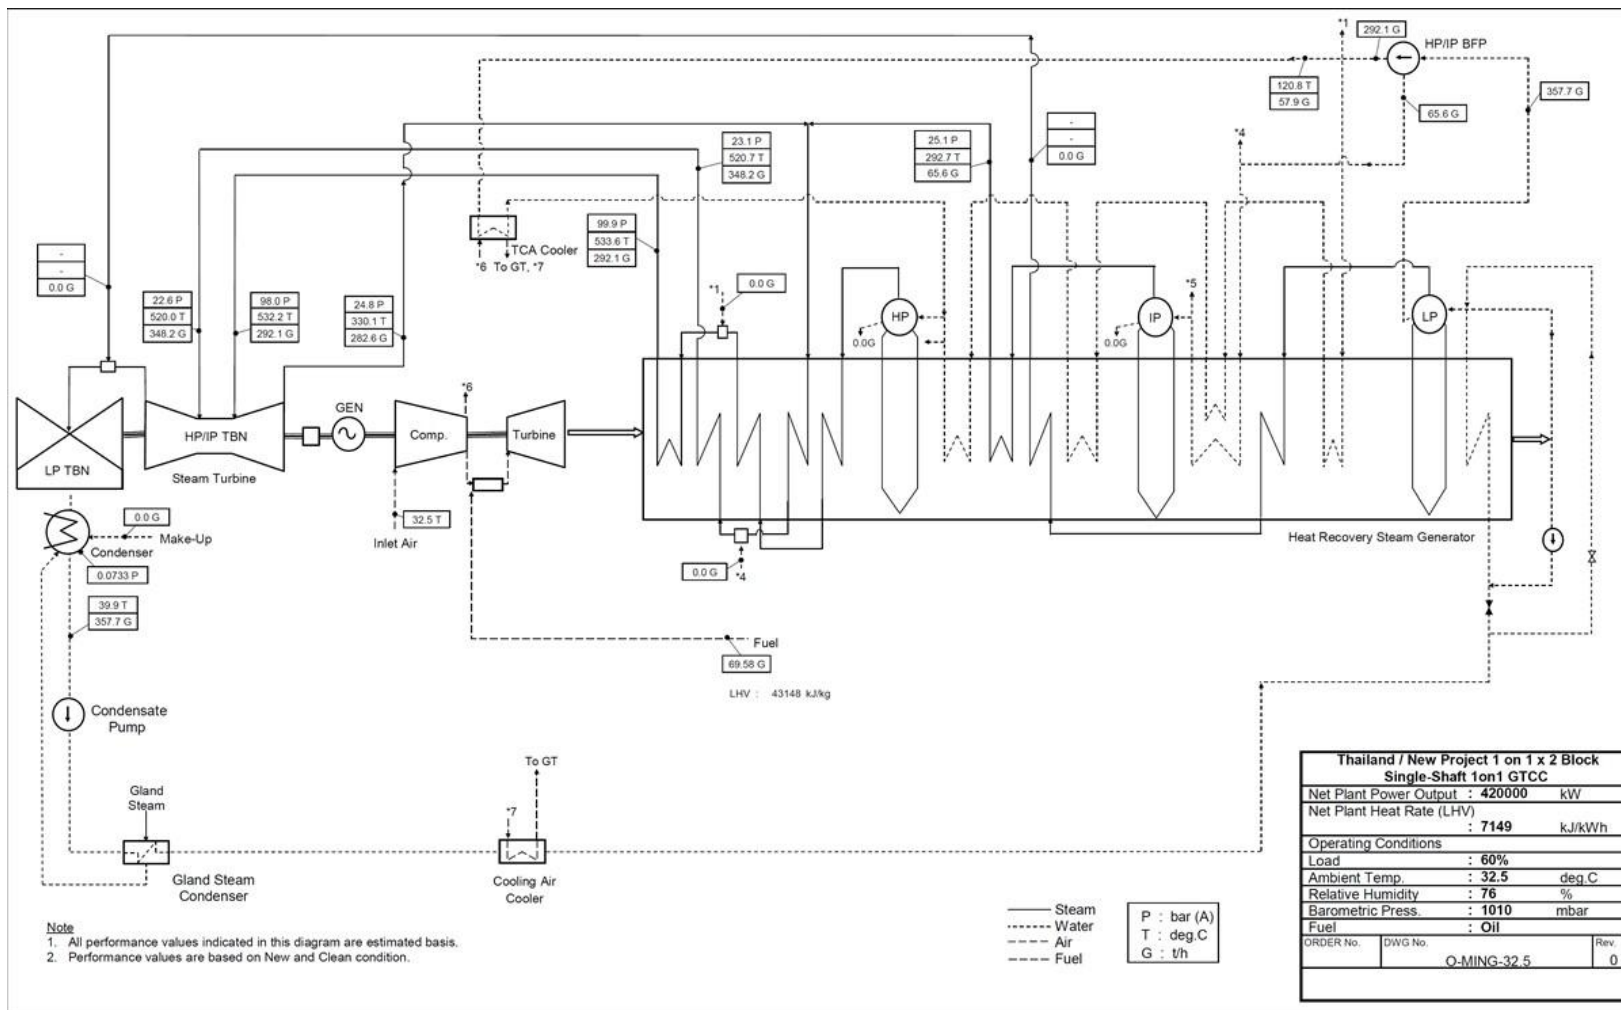 *1
292.1 G
HP/IP BFP
120.8 T
57.9 G
65.6 G
357.7 G
*4
-
-
0.0 G
23.1 P
520.7 T
348.2 G
25.1 P
292.7 T
65.6 G
99.9 P
533.6 T
292.1 G
TCA Cooler
*6 To GT, *7
-
-
0.0 G
22.6 P
520.0 T
348.2 G
98.0 P
532.2 T
292.1 G
24.8 P
330.1 T
282.6 G
*1
0.0 G
HP
0.0G
IP
*5
0.0G
LP
*6
GEN
HP/IP TBN
LP TBN
Steam Turbine
Comp.
Turbine
32.5 T
Inlet Air
0.0 G
Make-Up
Condenser
0.0733 P
39.9 T
357.7 G
0.0 G
*4
Heat Recovery Steam Generator
Fuel
69.58 G
LHV : 43148 kJ/kg
Condensate
Pump
Gland
Steam
Gland Steam
Condenser
To GT
*7
Cooling Air
Cooler
Note
1. All performance values indicated in this diagram are estimated basis.
2. Performance values are based on New and Clean condition.
Steam
Water
Air
Fuel
P : bar (A)
T : deg.C
G : t/h
Thailand / New Project 1 on 1 x 2 Block
Single-Shaft 1on1 GTCC
Net Plant Power Output : 420000 kW
Net Plant Heat Rate (LHV)
: 7149 kJ/kWh
Operating Conditions
Load : 60%
Ambient Temp. : 32.5 deg.C
Relative Humidity : 76 %
Barometric Press. : 1010 mbar
Fuel : Oil
ORDER No. DWG No. Rev.
O-MING-32.5 0